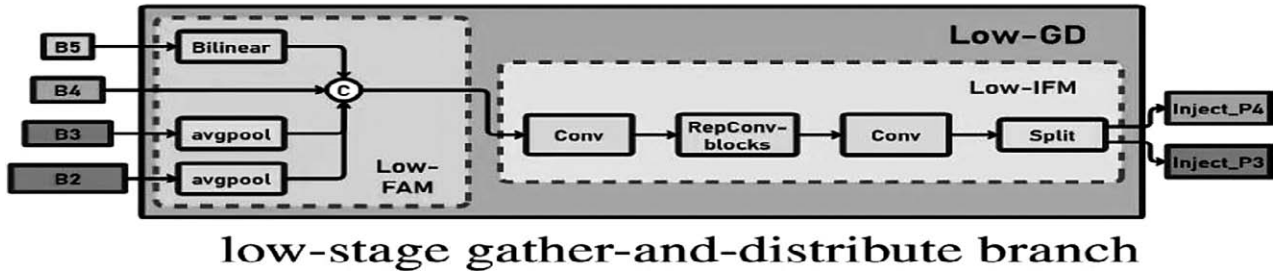 Low-GD
B5
Bilinear
B4
C
Low-IFM
B3
avgpool
Conv
RepConv-
blocks
Conv
Split
Inject_P4
Inject_P3
B2
avgpool
Low-
FAM
low-stage gather-and-distribute branch